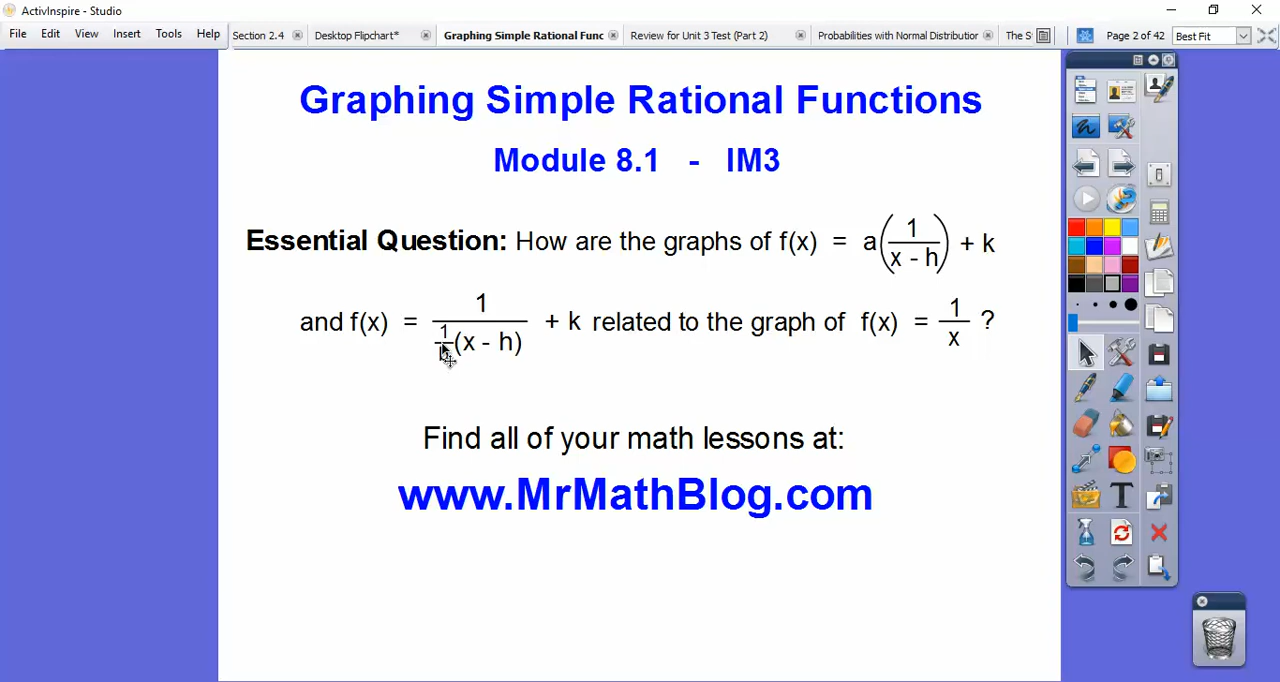 ActivInspire - Studio
File Edit View Insert Tools Help Section 2.4 Desktop Flipchart* Graphing Simple Rational Func Review for Unit 3 Test (Part 2) Probabilities with Normal Distribution The S Page 2 of 42 Best Fit
Graphing Simple Rational Functions
Module 8.1 - IM3
Essential Question: How are the graphs of f(x) = a(1/(x - h)) + k
and f(x) = 1/(1/ (x - h)) + k related to the graph of f(x) = 1/x ?
Find all of your math lessons at:
www.MrMathBlog.com